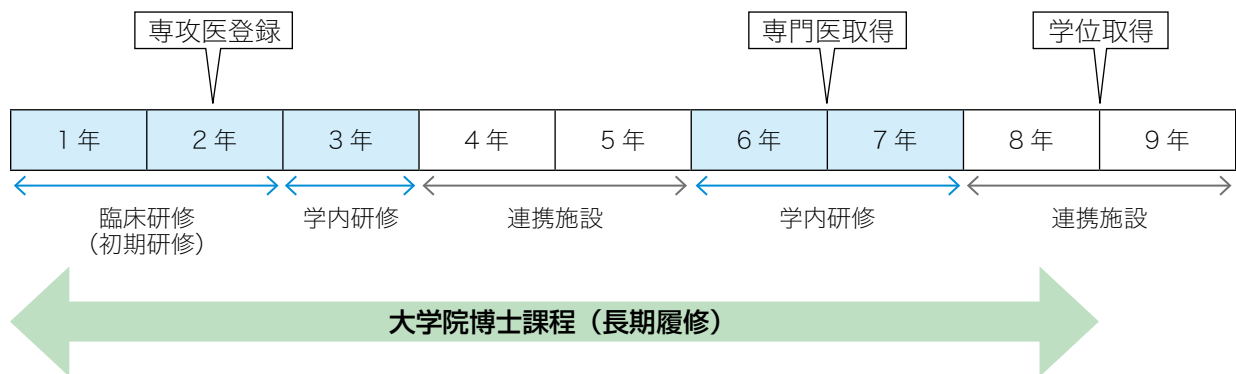 専攻医登録
専門医取得
学位取得
1 年
2 年
3 年
4 年
5 年
6 年
7 年
8 年
9 年
臨床研修
（初期研修）
学内研修
連携施設
学内研修
連携施設
大学院博士課程（長期履修）